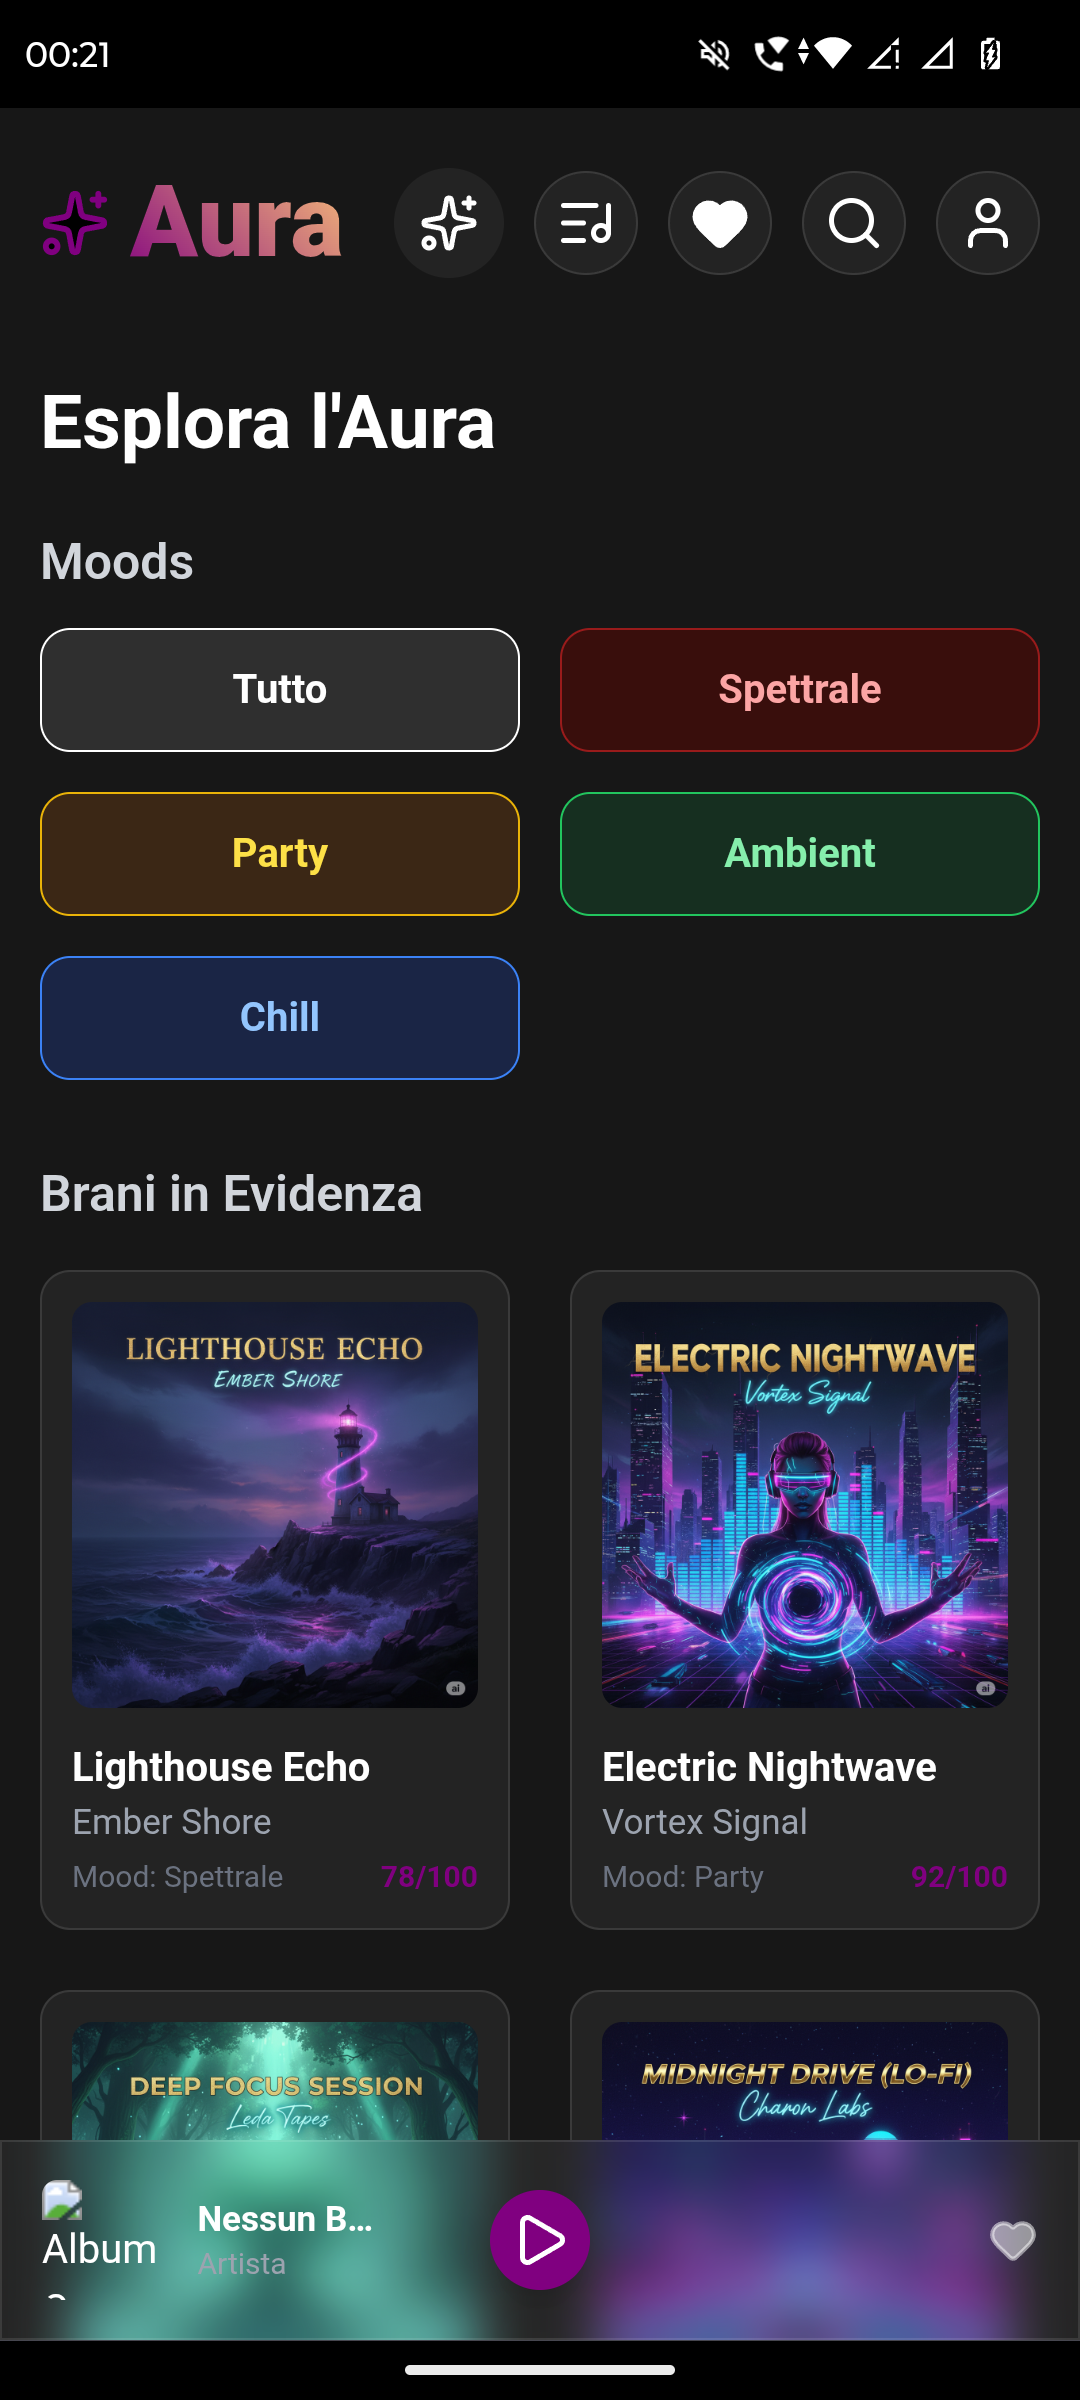 00:21
Aura
Esplora l'Aura
Moods
Tutto
Spettrale
Party
Ambient
Chill
Brani in Evidenza
LIGHTHOUSE ECHO
EMBER SHORE
ai
Lighthouse Echo
Ember Shore
Mood: Spettrale
78/100
ELECTRIC NIGHTWAVE
Vortex Signal
ai
Electric Nightwave
Vortex Signal
Mood: Party
92/100
DEEP FOCUS SESSION
Leda Tapes
MIDNIGHT DRIVE (LO-FI)
Charon Labs
Album
Nessun B...
Artista